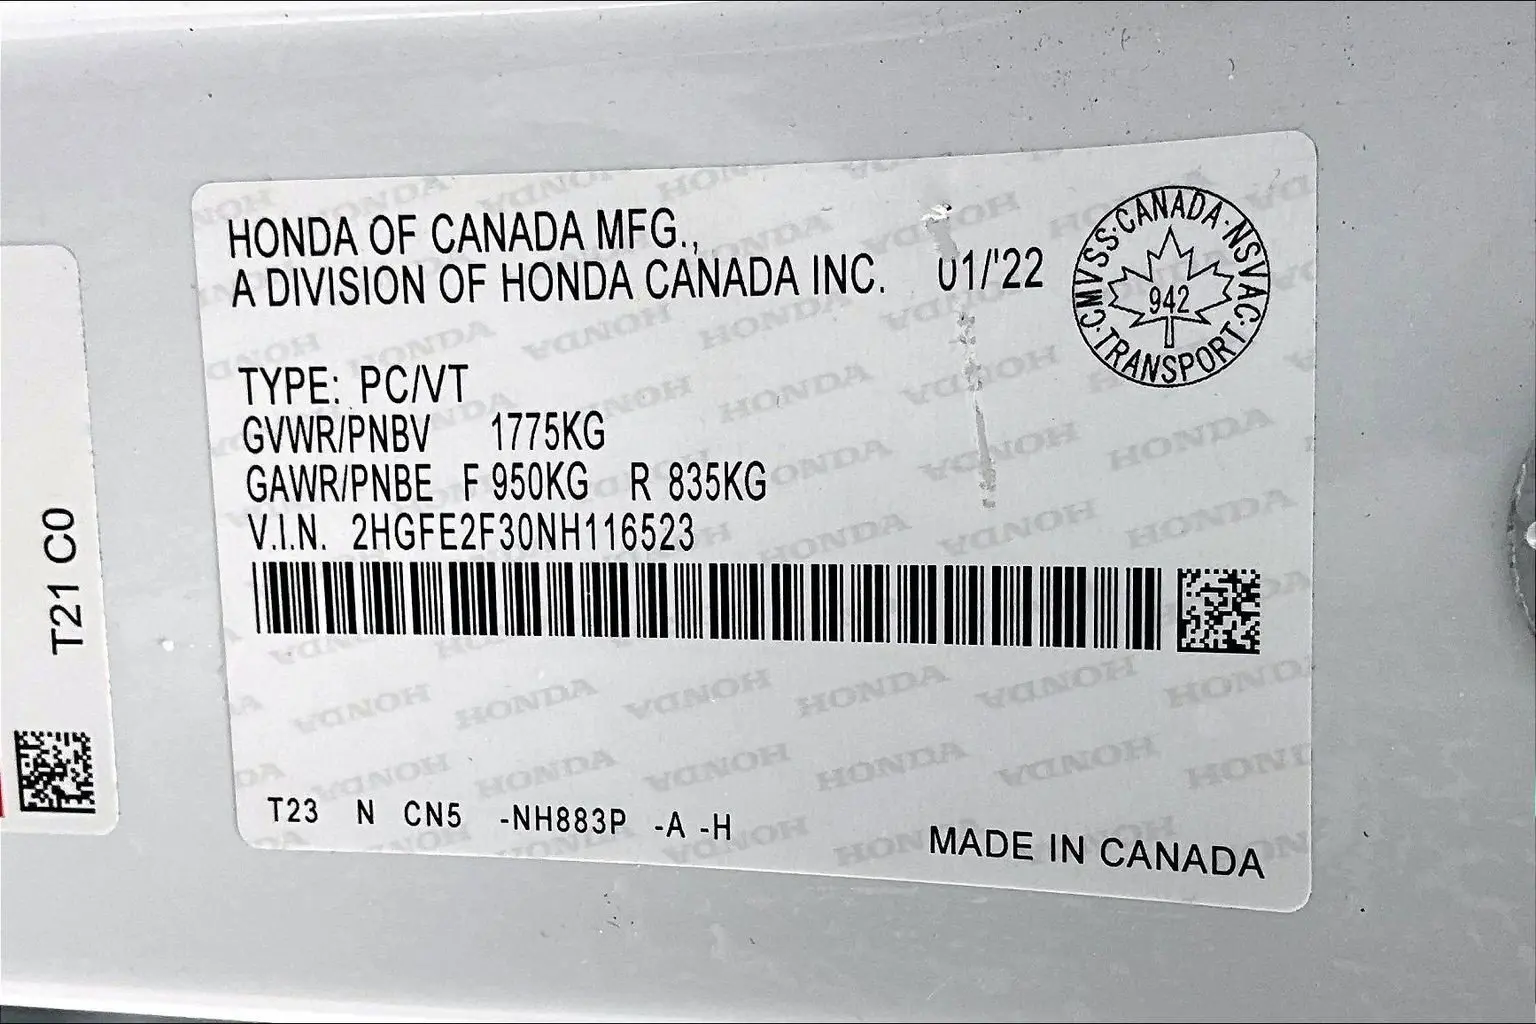 HONDA OF CANADA MFG.,
A DIVISION OF HONDA CANADA INC. 01/'22
CMVSS·CANADA·NSVAC·TRANSPORT·
942
TYPE: PC/VT
GVWR/PNBV 1775KG
GAWR/PNBE F 950KG R 835KG
V.I.N. 2HGFE2F30NH116523
T23 N CN5 -NH883P -A -H
MADE IN CANADA
T21 C0
HONDA